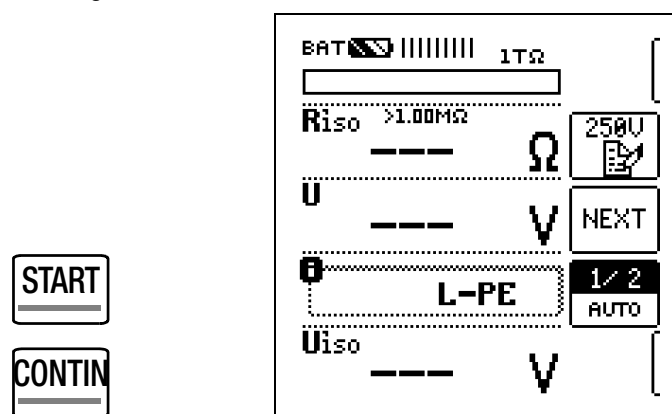 BAT 1TΩ
Riso >1.00MΩ
--- Ω
250V
U
--- V
NEXT
START
L-PE
1/2
AUTO
CONTIN
Uiso
--- V